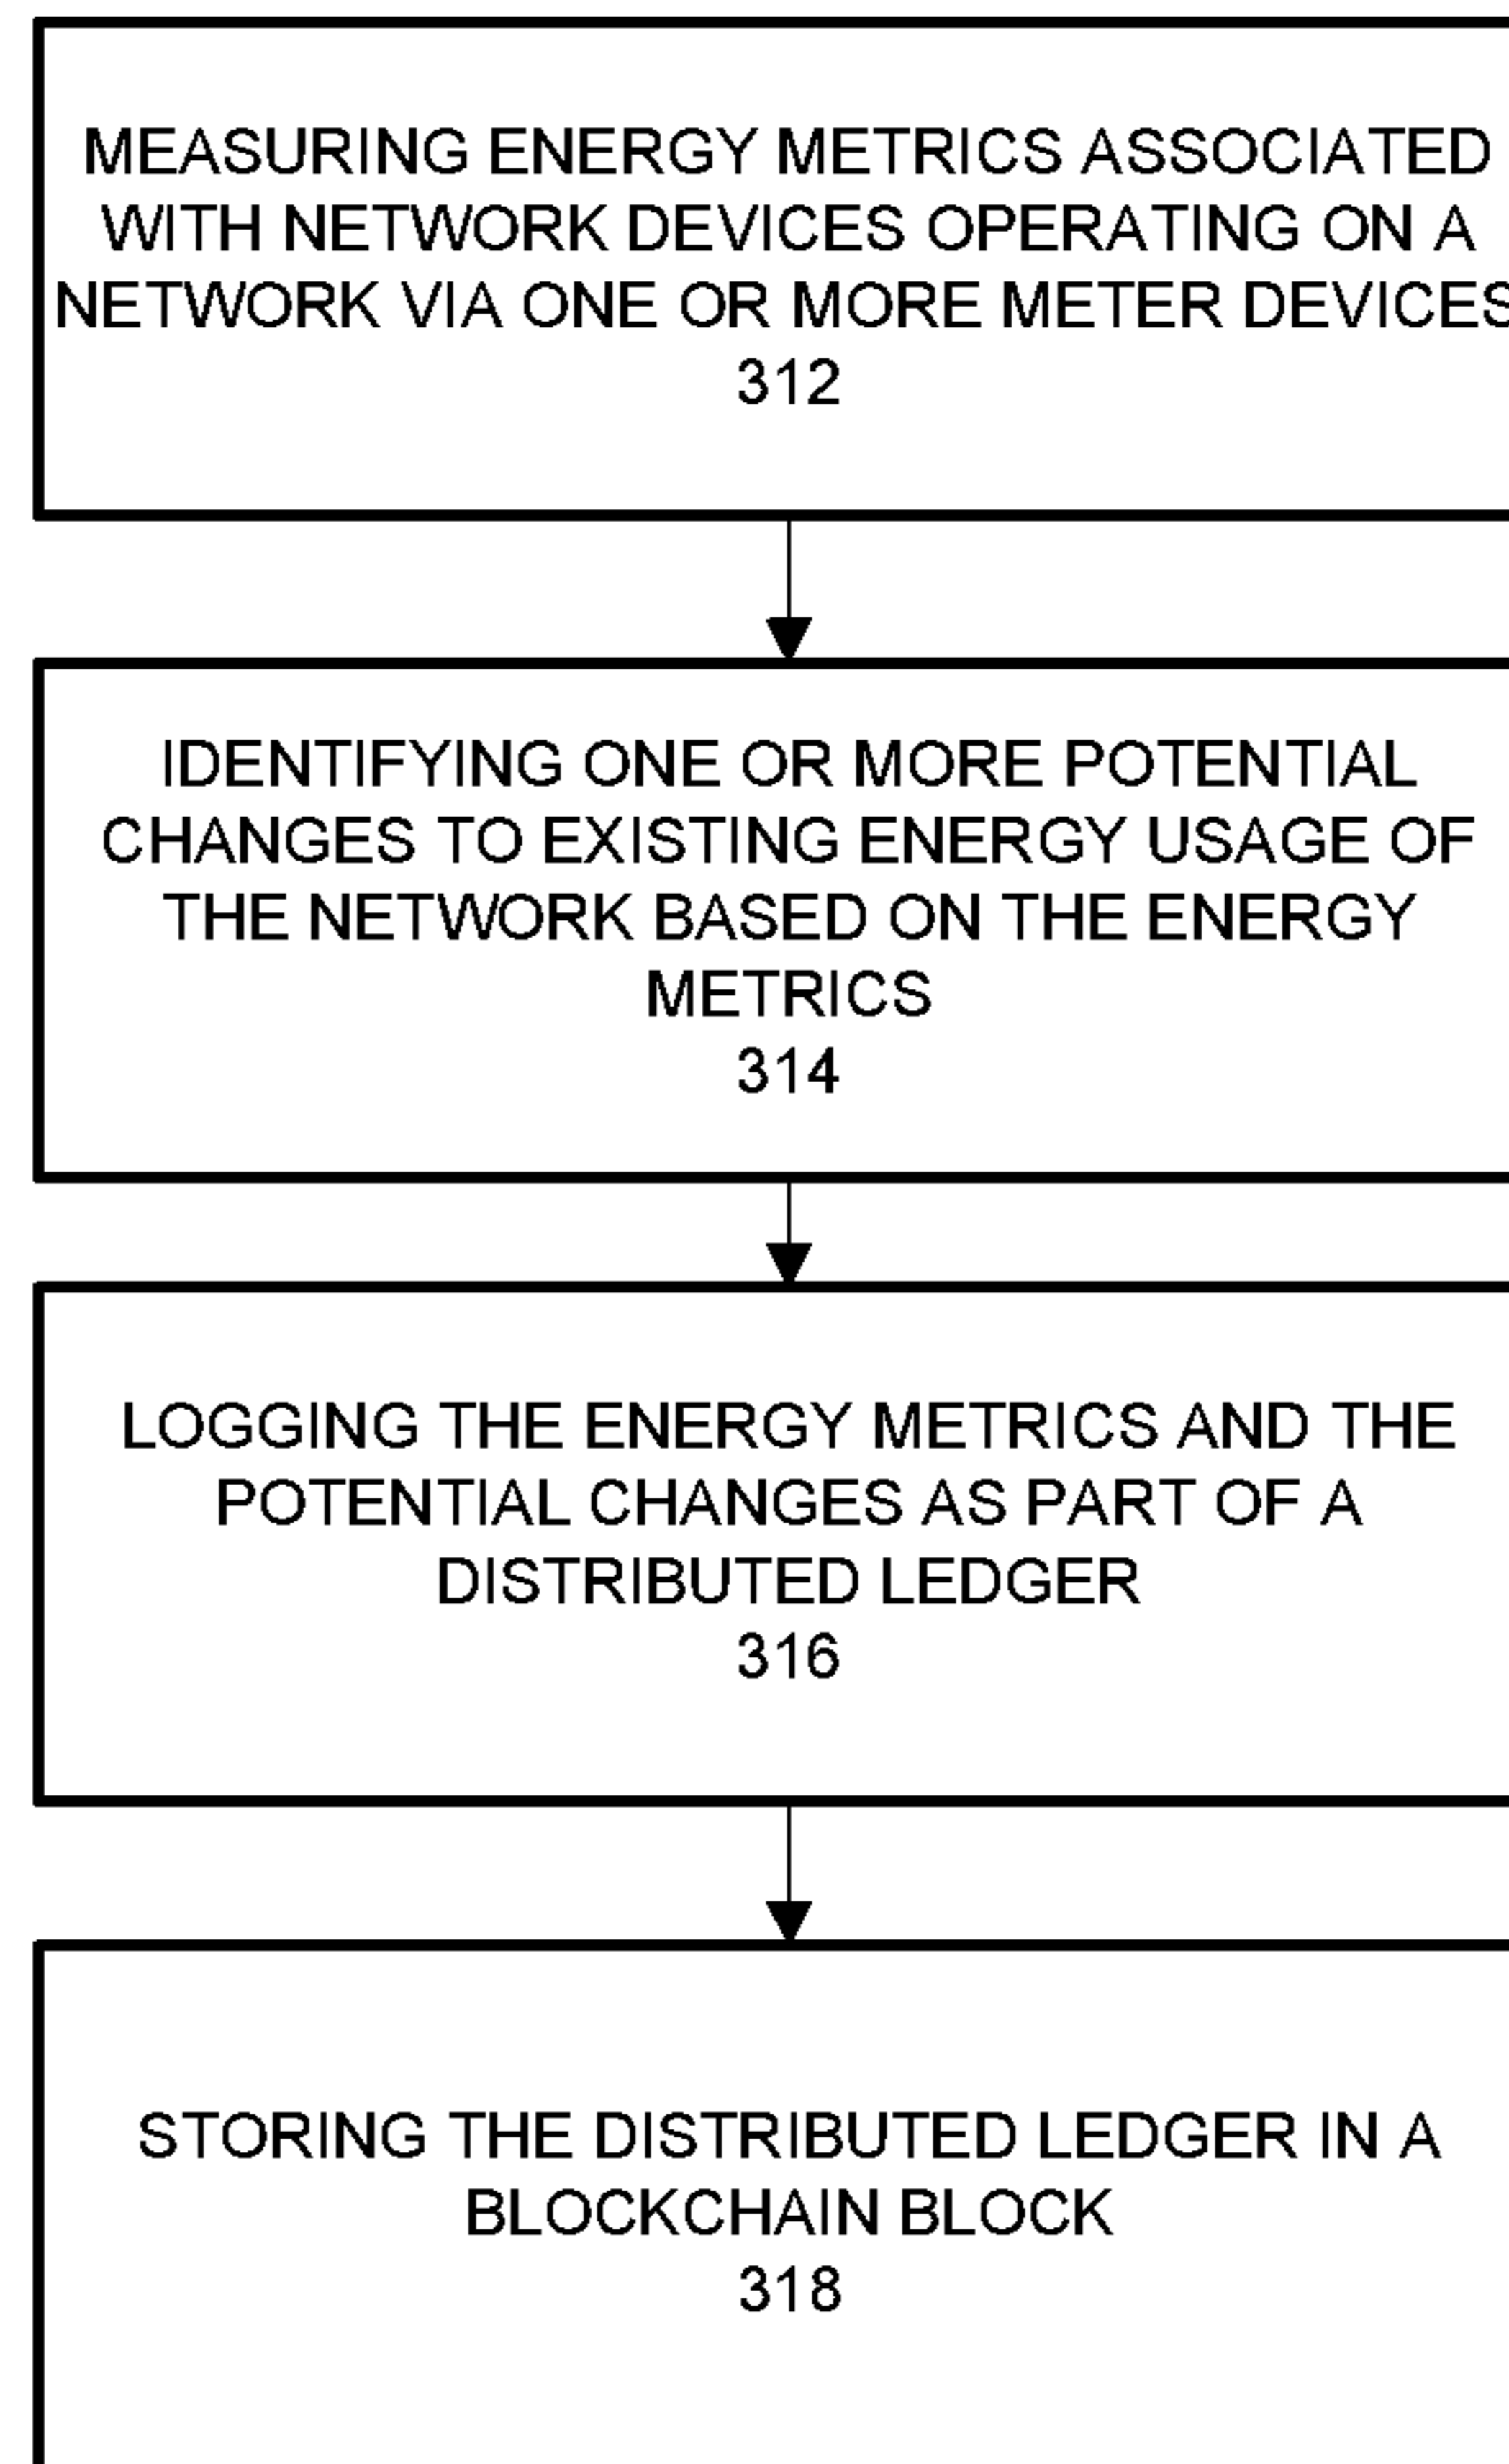 MEASURING ENERGY METRICS ASSOCIATED
WITH NETWORK DEVICES OPERATING ON A
NETWORK VIA ONE OR MORE METER DEVICES
312
IDENTIFYING ONE OR MORE POTENTIAL
CHANGES TO EXISTING ENERGY USAGE OF
THE NETWORK BASED ON THE ENERGY
METRICS
314
LOGGING THE ENERGY METRICS AND THE
POTENTIAL CHANGES AS PART OF A
DISTRIBUTED LEDGER
316
STORING THE DISTRIBUTED LEDGER IN A
BLOCKCHAIN BLOCK
318